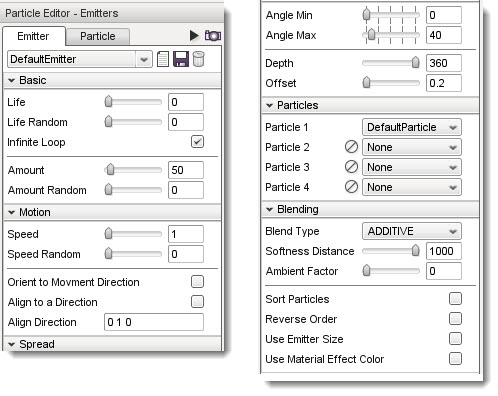 Particle Editor - Emitters
Emitter Particle
DefaultEmitter
Basic
Life 0
Life Random 0
Infinite Loop
Amount 50
Amount Random 0
Motion
Speed 1
Speed Random 0
Orient to Movment Direction
Align to a Direction
Align Direction 0 1 0
Spread
Angle Min 0
Angle Max 40
Depth 360
Offset 0.2
Particles
Particle 1 DefaultParticle
Particle 2 None
Particle 3 None
Particle 4 None
Blending
Blend Type ADDITIVE
Softness Distance 1000
Ambient Factor 0
Sort Particles
Reverse Order
Use Emitter Size
Use Material Effect Color